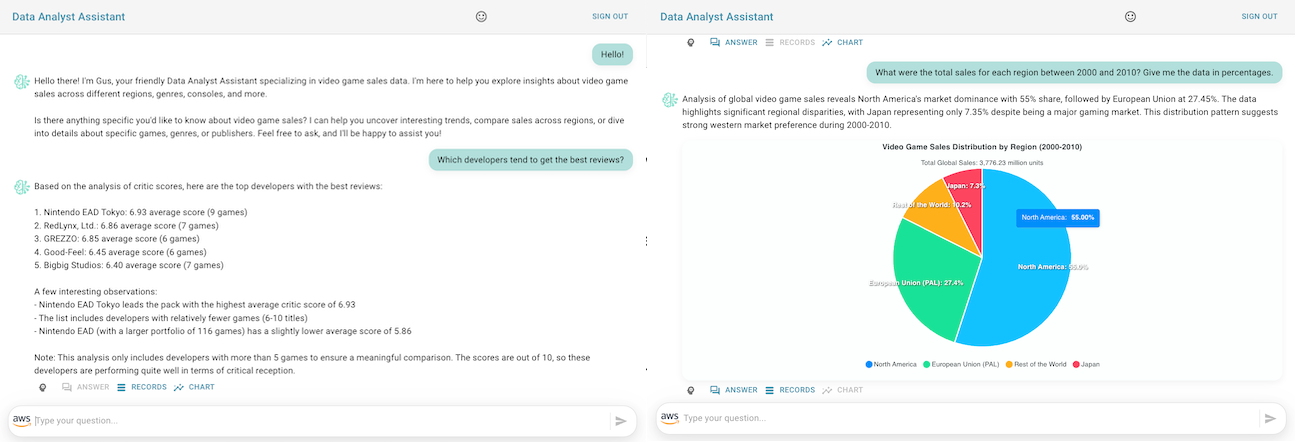 Data Analyst Assistant
SIGN OUT
Hello!
Hello there! I'm Gus, your friendly Data Analyst Assistant specializing in video game sales data. I'm here to help you explore insights about video game
sales across different regions, genres, consoles, and more.
Is there anything specific you'd like to know about video game sales? I can help you uncover interesting trends, compare sales across regions, or dive
into details about specific games, genres, or publishers. Feel free to ask, and I'll be happy to assist you!
Which developers tend to get the best reviews?
Based on the analysis of critic scores, here are the top developers with the best reviews:
1. Nintendo EAD Tokyo: 6.93 average score (9 games)
2. RedLynx, Ltd.: 6.86 average score (7 games)
3. GREZZO: 6.85 average score (6 games)
4. Good-Feel: 6.45 average score (6 games)
5. Bigbig Studios: 6.40 average score (7 games)
A few interesting observations:
- Nintendo EAD Tokyo leads the pack with the highest average critic score of 6.93
- The list includes developers with relatively fewer games (6-10 titles)
- Nintendo EAD (with a larger portfolio of 116 games) has a slightly lower average score of 5.86
Note: This analysis only includes developers with more than 5 games to ensure a meaningful comparison. The scores are out of 10, so these
developers are performing quite well in terms of critical reception.
ANSWER RECORDS CHART
aws Type your question...
Data Analyst Assistant
SIGN OUT
ANSWER RECORDS CHART
What were the total sales for each region between 2000 and 2010? Give me the data in percentages.
Analysis of global video game sales reveals North America's market dominance with 55% share, followed by European Union at 27.45%. The data
highlights significant regional disparities, with Japan representing only 7.35% despite being a major gaming market. This distribution pattern suggests
strong western market preference during 2000-2010.
Video Game Sales Distribution by Region (2000-2010)
Total Global Sales: 3,776.23 million units
Japan: 7.3%
Rest of the World: 10.2%
North America: 55.00%
North America: 55.0%
European Union (PAL): 27.4%
North America European Union (PAL) Rest of the World Japan
ANSWER RECORDS CHART
aws Type your question...